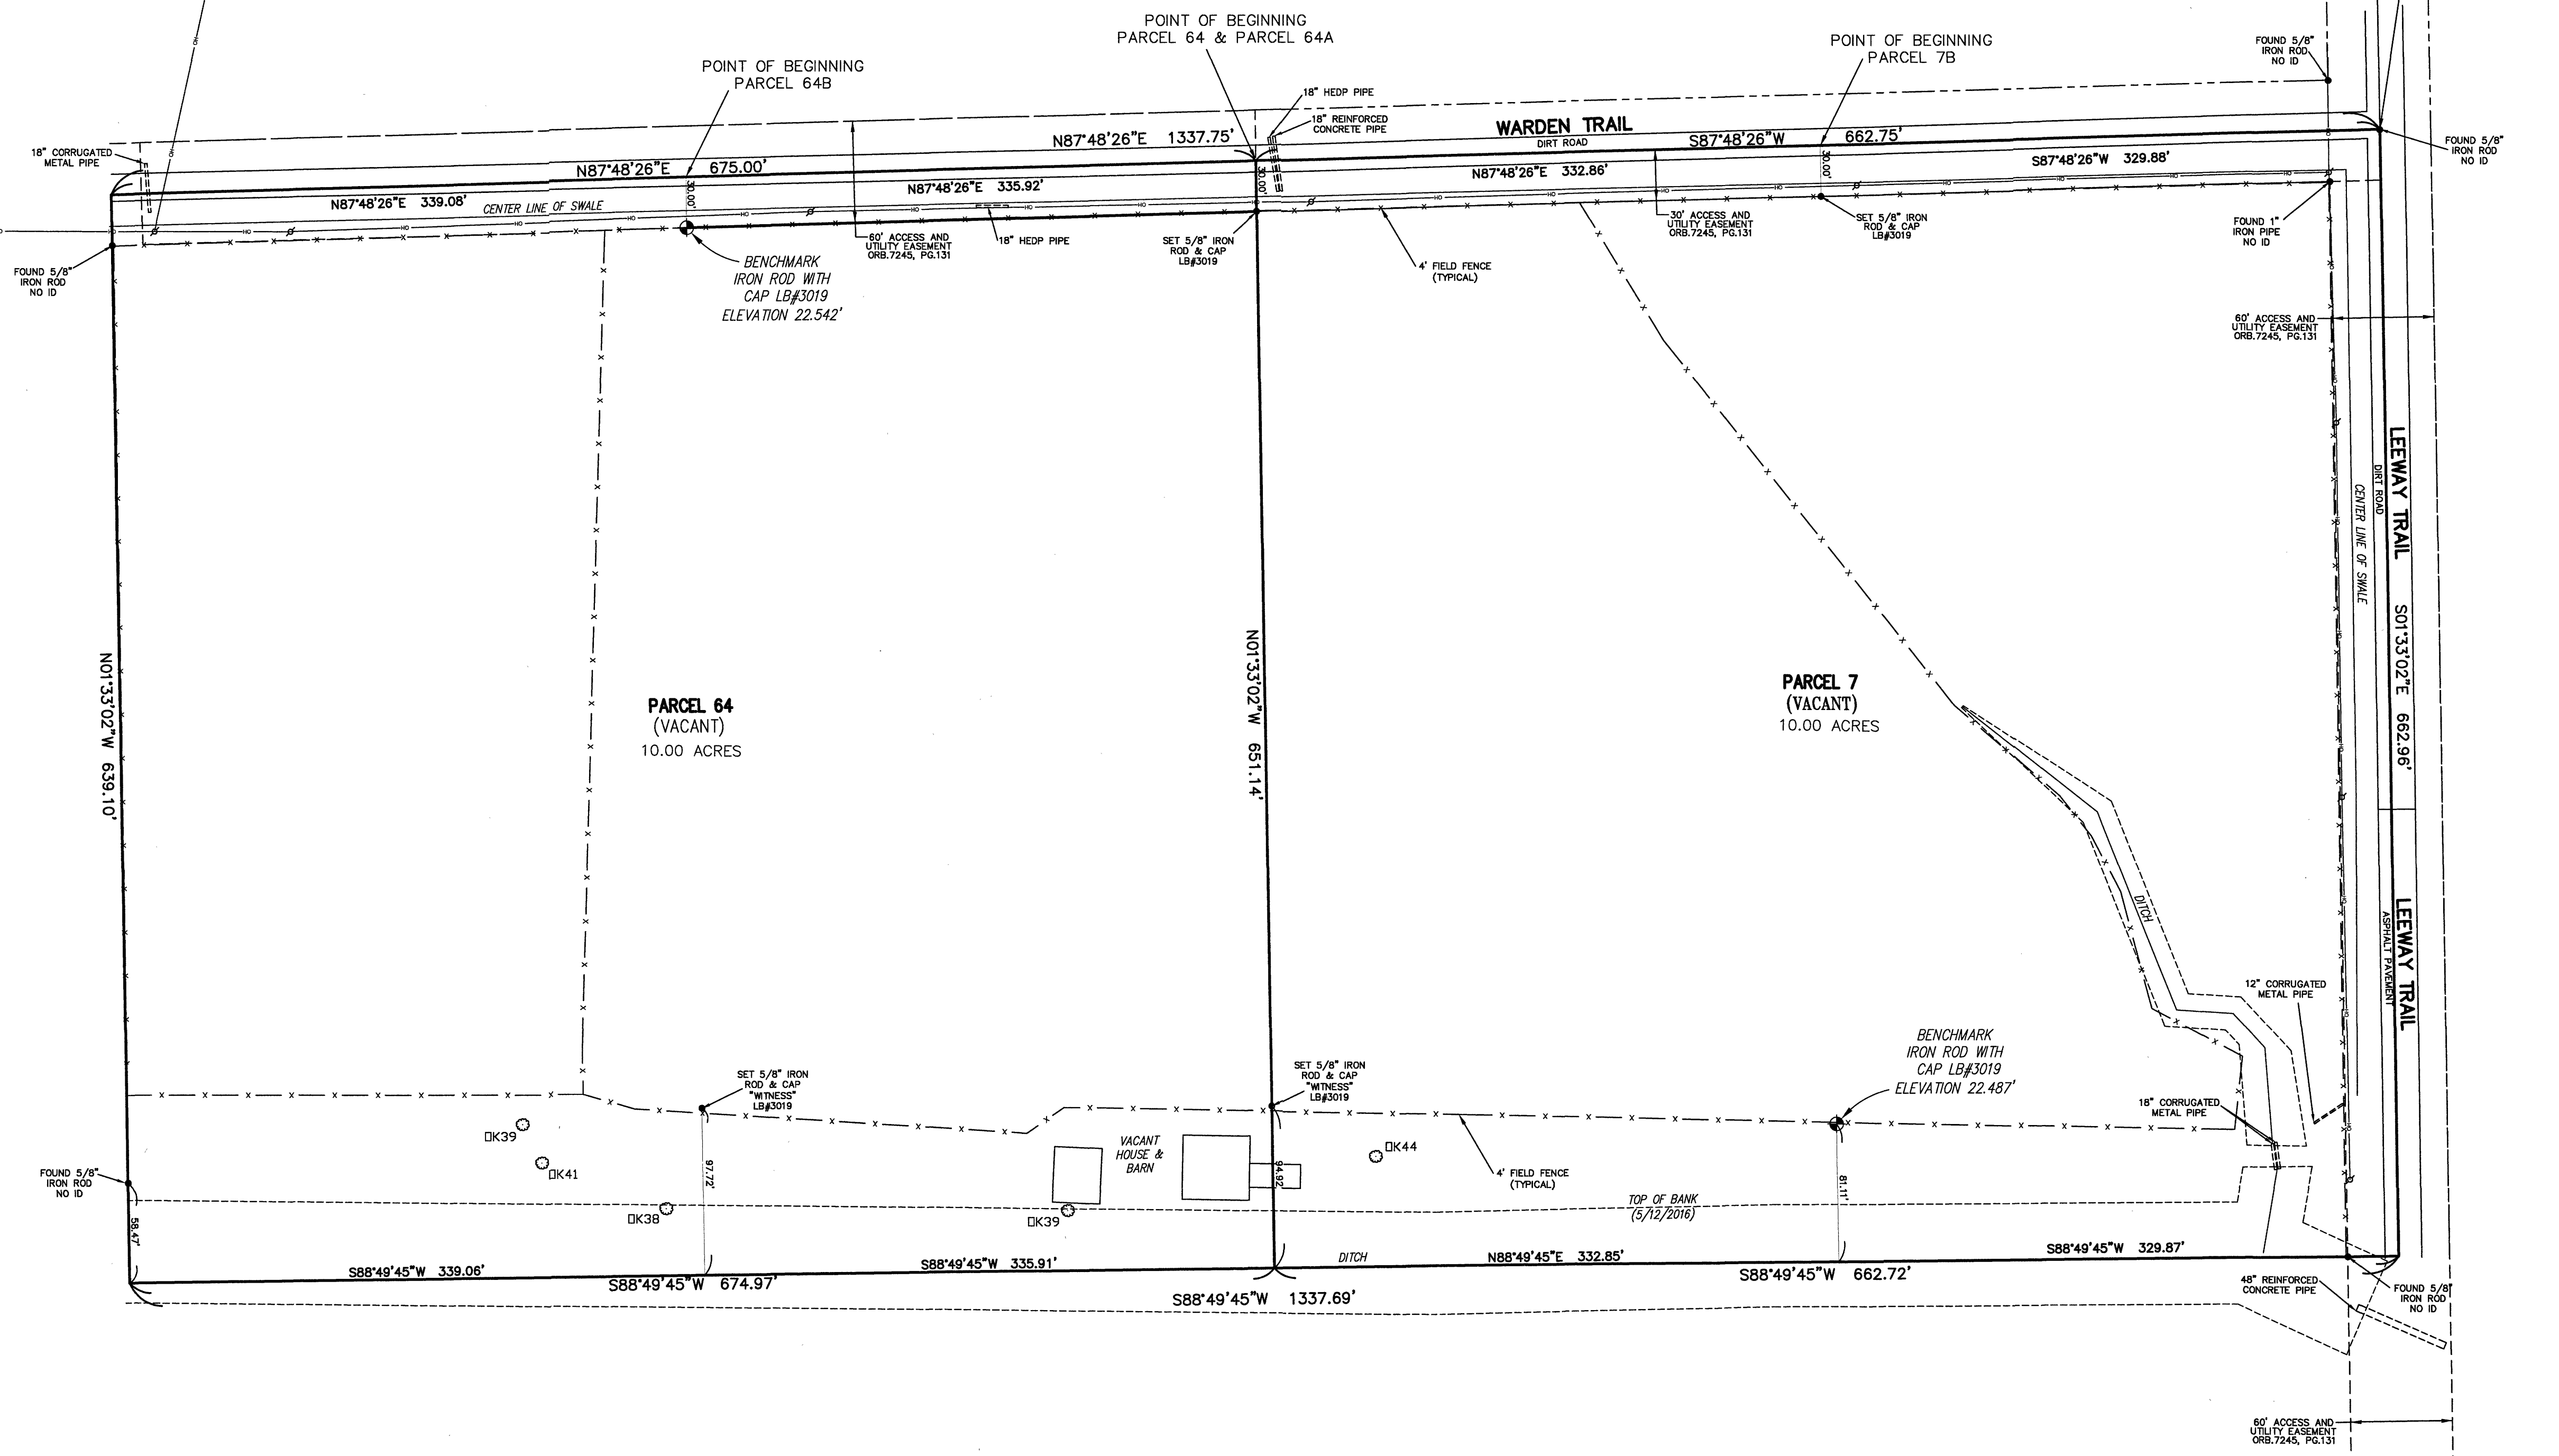 POINT OF BEGINNING
PARCEL 64 & PARCEL 64A
POINT OF BEGINNING
PARCEL 7B
FOUND 5/8"
IRON ROD
NO ID
POINT OF BEGINNING
PARCEL 64B
18" HEDP PIPE
18" REINFORCED
CONCRETE PIPE
WARDEN TRAIL
DIRT ROAD
N87°48'26"E 1337.75'
S87°48'26"W 662.75'
FOUND 5/8"
IRON ROD
NO ID
18" CORRUGATED
METAL PIPE
N87°48'26"E 675.00'
N87°48'26"E 332.86'
S87°48'26"W 329.88'
N87°48'26"E 339.08'
N87°48'26"E 335.92'
30.00'
30.00'
30.00'
CENTER LINE OF SWALE
18" HEDP PIPE
60' ACCESS AND
UTILITY EASEMENT
ORB.7245, PG.131
SET 5/8" IRON
ROD & CAP
LB#3019
30' ACCESS AND
UTILITY EASEMENT
ORB.7245, PG.131
SET 5/8" IRON
ROD & CAP
LB#3019
FOUND 1"
IRON PIPE
NO ID
FOUND 5/8"
IRON ROD
NO ID
BENCHMARK
IRON ROD WITH
CAP LB#3019
ELEVATION 22.542'
4' FIELD FENCE
(TYPICAL)
60' ACCESS AND
UTILITY EASEMENT
ORB.7245, PG.131
LEEWAY TRAIL S01°33'02"E 662.96'
DIRT ROAD
CENTER LINE OF SWALE
N01°33'02"W 639.10'
N01°33'02"W 651.14'
PARCEL 64
(VACANT)
10.00 ACRES
PARCEL 7
(VACANT)
10.00 ACRES
DITCH
LEEWAY TRAIL
ASPHALT PAVEMENT
12" CORRUGATED
METAL PIPE
BENCHMARK
IRON ROD WITH
CAP LB#3019
ELEVATION 22.487'
SET 5/8" IRON
ROD & CAP
"WITNESS"
LB#3019
SET 5/8" IRON
ROD & CAP
"WITNESS"
LB#3019
18" CORRUGATED
METAL PIPE
OK39
OK41
OK38
OK39
OK44
VACANT
HOUSE &
BARN
4' FIELD FENCE
(TYPICAL)
FOUND 5/8"
IRON ROD
NO ID
97.72'
94.92'
81.11'
58.47'
TOP OF BANK
(5/12/2016)
DITCH
S88°49'45"W 339.06'
S88°49'45"W 335.91'
N88°49'45"E 332.85'
S88°49'45"W 329.87'
S88°49'45"W 674.97'
S88°49'45"W 662.72'
S88°49'45"W 1337.69'
48" REINFORCED
CONCRETE PIPE
FOUND 5/8"
IRON ROD
NO ID
60' ACCESS AND
UTILITY EASEMENT
ORB.7245, PG.131